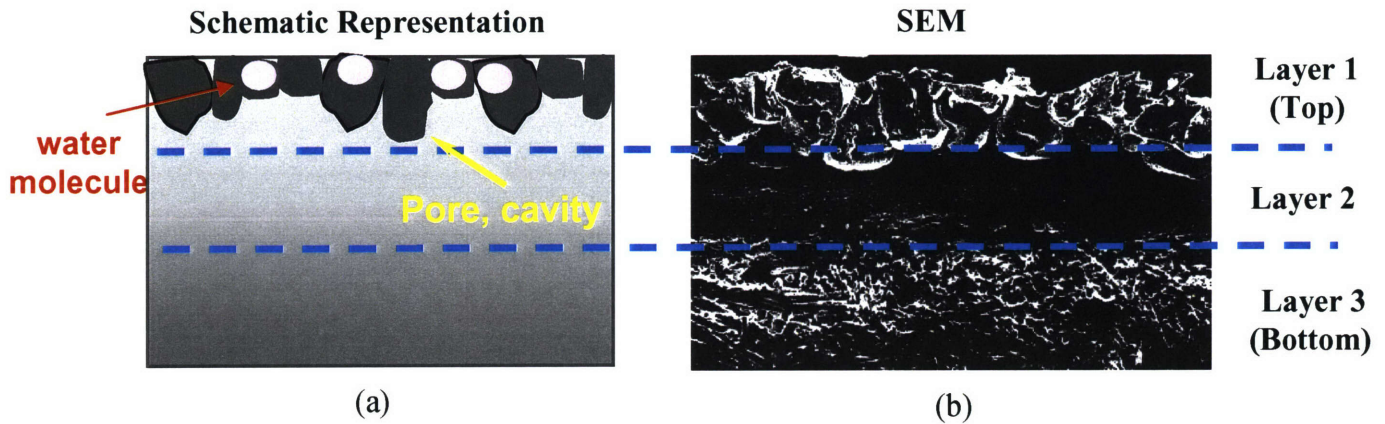 Schematic Representation
SEM
water
molecule
Pore, cavity
Layer 1
(Top)
Layer 2
Layer 3
(Bottom)
(a)
(b)